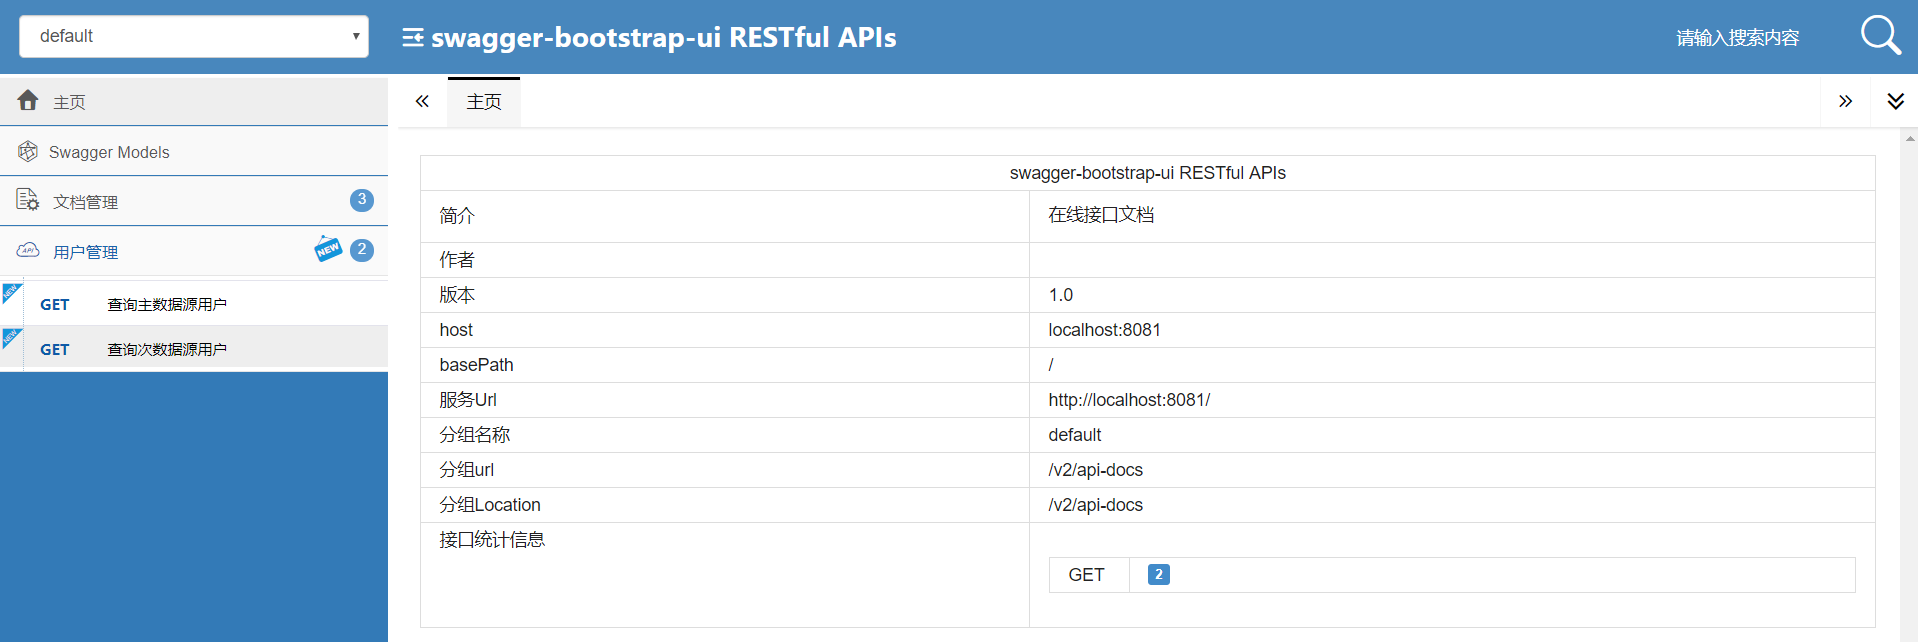 default
swagger-bootstrap-ui RESTful APIs
请输入搜索内容
主页
Swagger Models
文档管理 3
用户管理 NEW 2
NEW GET 查询主数据源用户
NEW GET 查询次数据源用户
主页
swagger-bootstrap-ui RESTful APIs
简介 在线接口文档
作者
版本 1.0
host localhost:8081
basePath /
服务Url http://localhost:8081/
分组名称 default
分组url /v2/api-docs
分组Location /v2/api-docs
接口统计信息
GET 2